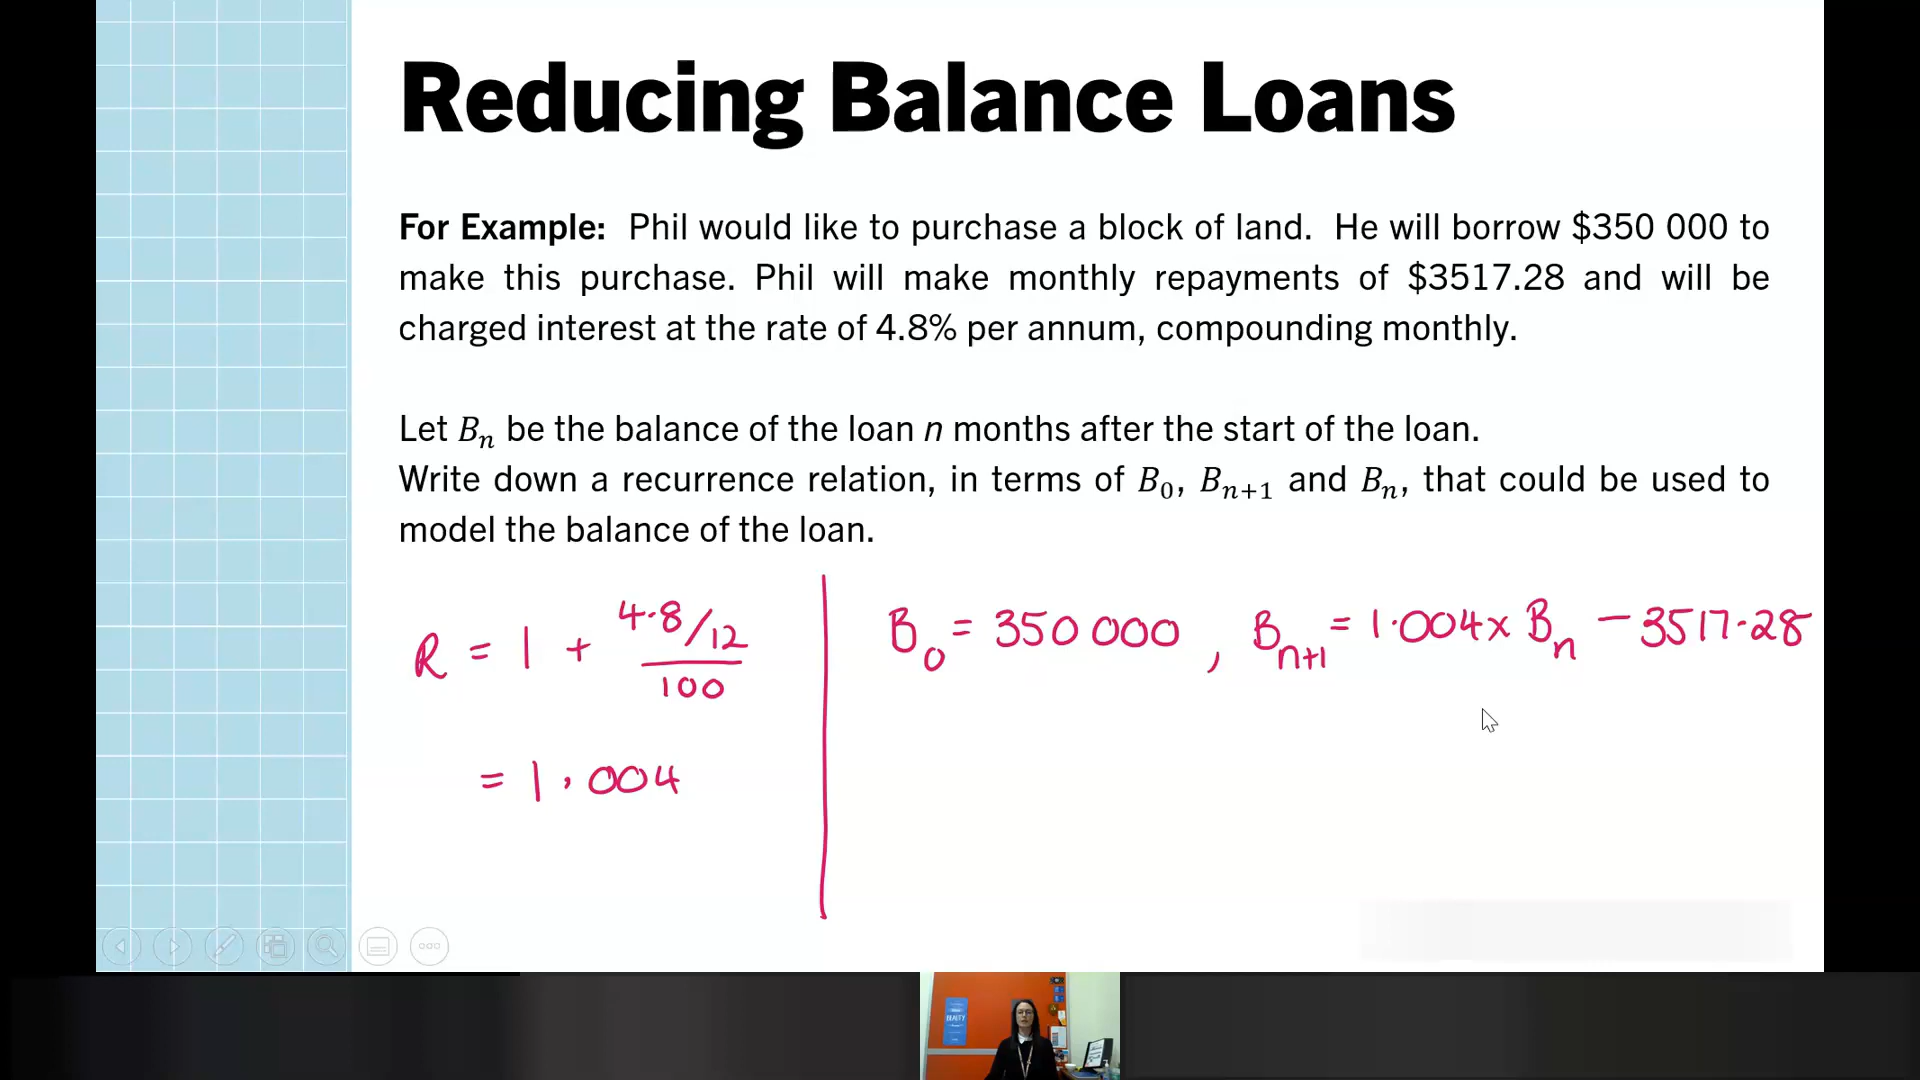 Reducing Balance Loans
For Example: Phil would like to purchase a block of land. He will borrow $350 000 to
make this purchase. Phil will make monthly repayments of $3517.28 and will be
charged interest at the rate of 4.8% per annum, compounding monthly.
Let Bₙ be the balance of the loan n months after the start of the loan.
Write down a recurrence relation, in terms of B₀, Bₙ₊₁ and Bₙ, that could be used to
model the balance of the loan.
R = 1 + 4.8/12
100
= 1.004
B₀ = 350 000 , Bₙ₊₁ = 1.004 x Bₙ − 3517.28
BEAUTY